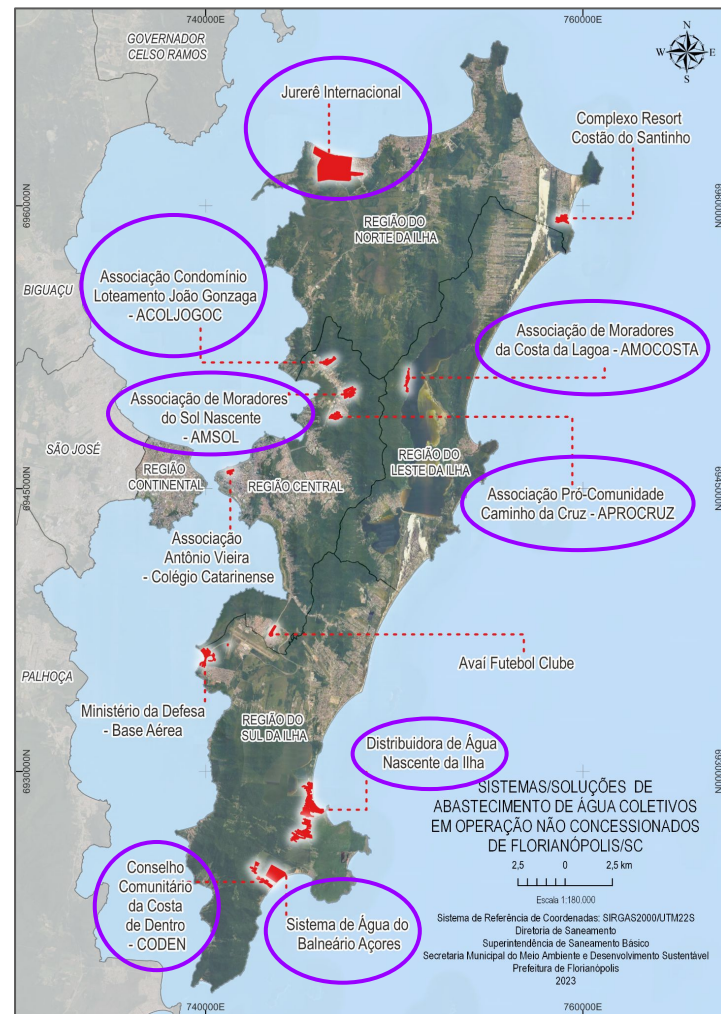 740000E
760000E
GOVERNADOR
CELSO RAMOS
N
W
E
S
Jurerê Internacional
Complexo Resort
Costão do Santinho
6960000N
6960000N
REGIÃO DO
NORTE DA ILHA
Associação Condomínio
Loteamento João Gonzaga
- ACOLJOGOC
BIGUAÇU
Associação de Moradores
da Costa da Lagoa - AMOCOSTA
Associação de Moradores
do Sol Nascente
- AMSOL
SÃO JOSÉ
REGIÃO
CONTINENTAL
REGIÃO CENTRAL
REGIÃO DO
LESTE DA ILHA
6945000N
6945000N
Associação Pró-Comunidade
Caminho da Cruz - APROCRUZ
Associação
Antônio Vieira
- Colégio Catarinense
Avaí Futebol Clube
PALHOÇA
Ministério da Defesa
- Base Aérea
REGIÃO DO
SUL DA ILHA
Distribuidora de Água
Nascente da Ilha
6930000N
6930000N
SISTEMAS/SOLUÇÕES DE
ABASTECIMENTO DE ÁGUA COLETIVOS
EM OPERAÇÃO NÃO CONCESSIONADOS
DE FLORIANÓPOLIS/SC
2,5 0 2,5 km
Escala 1:180.000
Conselho
Comunitário
da Costa
de Dentro
- CODEN
Sistema de Água do
Balneário Açores
Sistema de Referência de Coordenadas: SIRGAS2000/UTM22S
Diretoria de Saneamento
Superintendência de Saneamento Básico
Secretaria Municipal do Meio Ambiente e Desenvolvimento Sustentável
Prefeitura de Florianópolis
2023
740000E
760000E